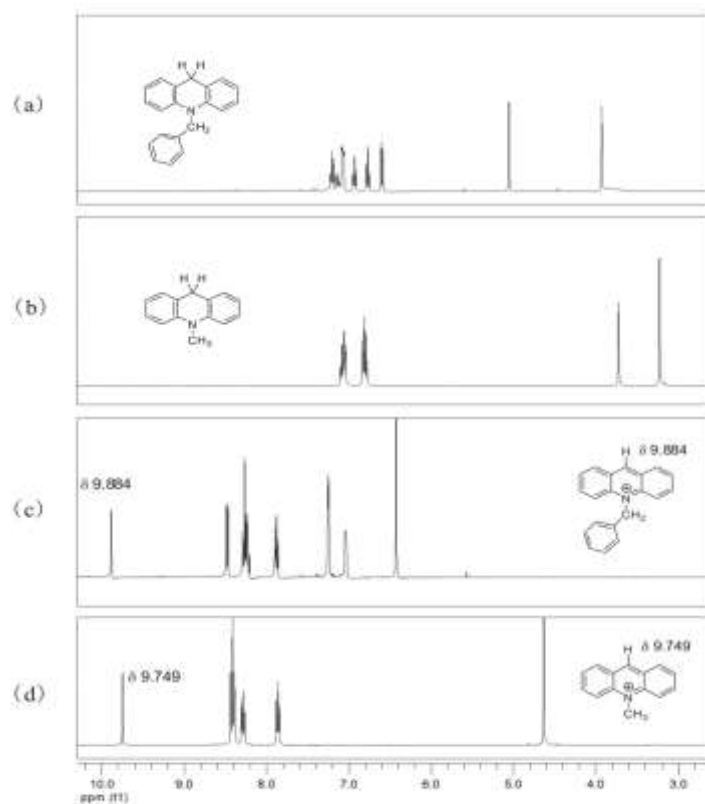 (a)
H H
N
CH2
(b)
H H
N
CH3
(c)
δ 9.884
H δ 9.884
N
CH2
(d)
δ 9.749
H δ 9.749
N
CH3
10.0 9.0 8.0 7.0 6.0 5.0 4.0 3.0
ppm (f1)